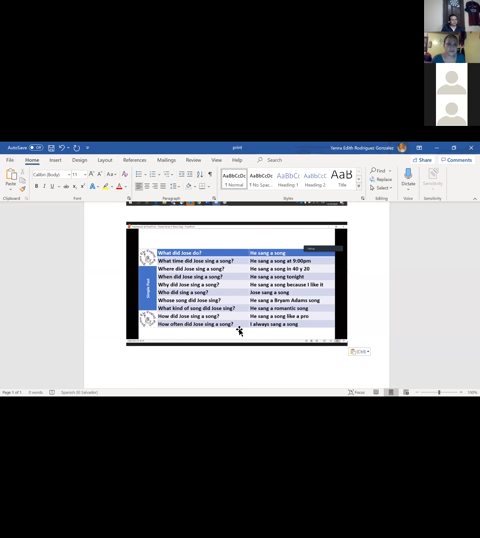 AutoSave Off
print
Yanira Edith Rodriguez Gonzalez
File Home Insert Design Layout References Mailings Review View Help Search
Share Comments
Paste
Calibri (Body) 11
AaBbCcDc AaBbCcDc AaBbCc AaBbCc AaB
¶ Normal ¶ No Spac... Heading 1 Heading 2 Title
Find
Replace
Select
Dictate
Sensitivity
Clipboard Font Paragraph Styles Editing Voice Sensitivity
Simple Past
What did Jose do? He sang a song
What time did Jose sing a song? He sang a song at 9:00pm
Where did Jose sing a song? He sang a song in 40 y 20
When did Jose sing a song? He sang a song tonight
Why did Jose sing a song? He sang a song because I like it
Who did sing a song? Jose sang a song
Whose song did Jose sing? He sang a Bryam Adams song
What kind of song did Jose sing? He sang a romantic song
How did Jose sing a song? He sang a song like a pro
How often did Jose sing a song? I always sang a song
(Ctrl)
Page 1 of 1 0 words Spanish (El Salvador)
Focus
100%